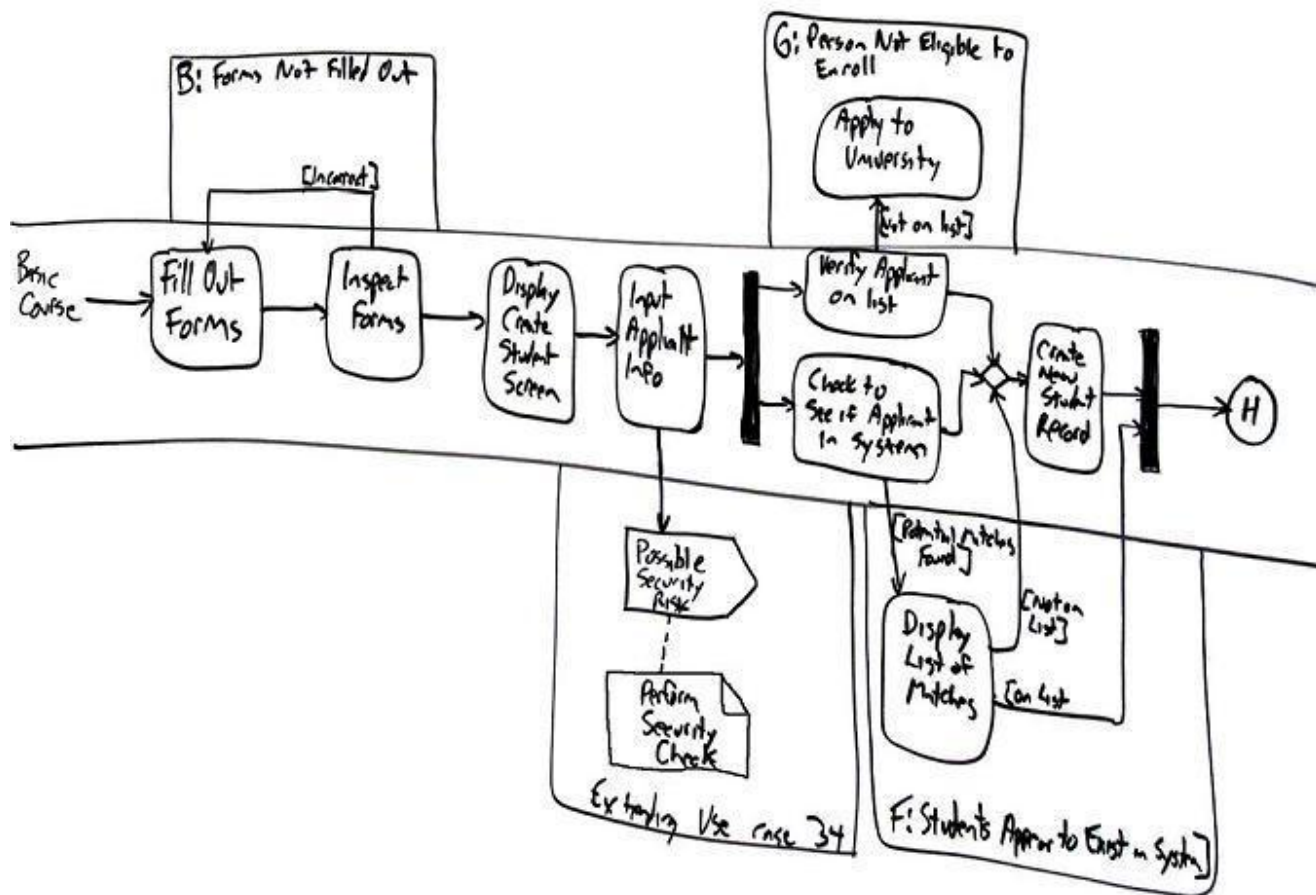 B: Forms Not Filled Out
[Incorrect]
G: Person Not Eligible to
Enroll
Apply to
University
[Not on list]
Basic
Course
Fill Out
Forms
Inspect
Forms
Display
Create
Student
Screen
Input
Info
Verify Applicant
on list
Check to
See if Applicant
in System
Create
New
Student
Record
H
Possible
Security
Risk
Perform
Security
Check
Extending Use case 34
[Potential Matches
Found]
Display
List of
Matches
[Not on
List]
[on List
F: Students Appear to Exist in System]